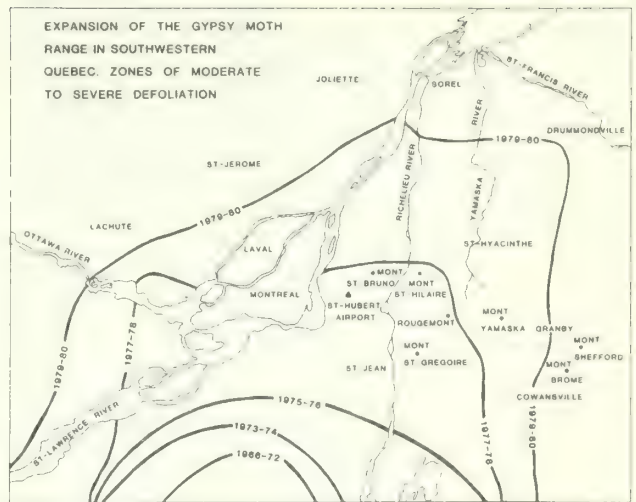 EXPANSION OF THE GYPSY MOTH
RANGE IN SOUTHWESTERN
QUEBEC. ZONES OF MODERATE
TO SEVERE DEFOLIATION
JOLIETTE
SOREL
ST-FRANCIS RIVER
DRUMMONDVILLE
RIVER
YAMASKA
1979-80
RICHELIEU RIVER
ST-JEROME
1979-80
LACHUTE
OTTAWA RIVER
LAVAL
ST-HYACINTHE
MONTREAL
MONT
ST BRUNO
MONT
ST HILAIRE
ST-HUBERT
AIRPORT
ROUGEMONT
MONT
YAMASKA
GRANBY
MONT
SHEFFORD
MONT
BROME
MONT
ST GREGOIRE
ST JEAN
COWANSVILLE
1979-80
1977-78
1977-78
1979-80
ST-LAWRENCE RIVER
1975-76
1973-74
1966-72